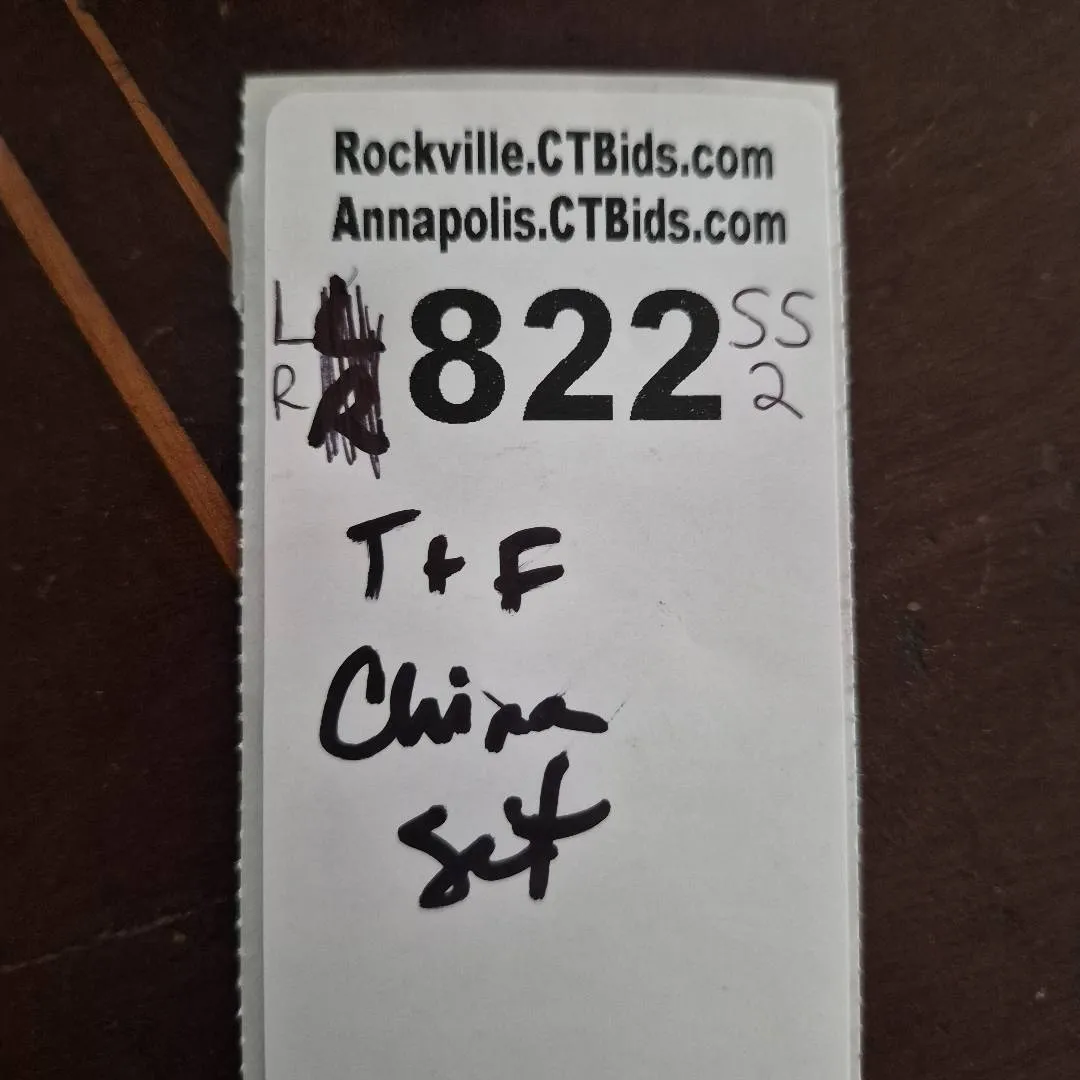 Rockville.CTBids.com
Annapolis.CTBids.com
L 822 SS
R 2
T + F
China
set